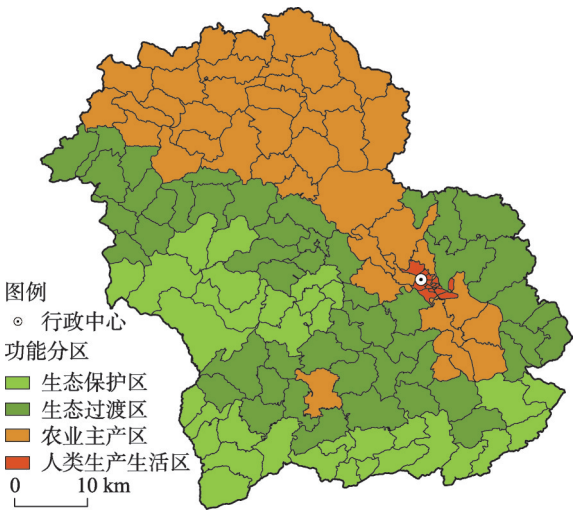 图例
行政中心
功能分区
生态保护区
生态过渡区
农业主产区
人类生产生活区
0 10 km